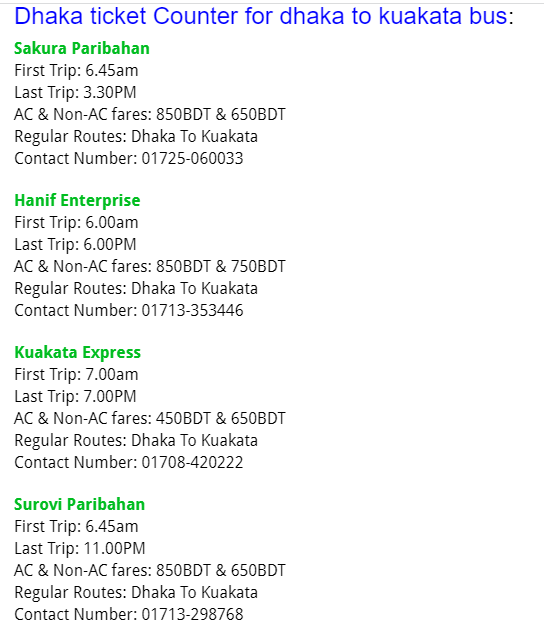 Dhaka ticket Counter for dhaka to kuakata bus:
Sakura Paribahan
First Trip: 6.45am
Last Trip: 3.30PM
AC & Non-AC fares: 850BDT & 650BDT
Regular Routes: Dhaka To Kuakata
Contact Number: 01725-060033
Hanif Enterprise
First Trip: 6.00am
Last Trip: 6.00PM
AC & Non-AC fares: 850BDT & 750BDT
Regular Routes: Dhaka To Kuakata
Contact Number: 01713-353446
Kuakata Express
First Trip: 7.00am
Last Trip: 7.00PM
AC & Non-AC fares: 450BDT & 650BDT
Regular Routes: Dhaka To Kuakata
Contact Number: 01708-420222
Surovi Paribahan
First Trip: 6.45am
Last Trip: 11.00PM
AC & Non-AC fares: 850BDT & 650BDT
Regular Routes: Dhaka To Kuakata
Contact Number: 01713-298768